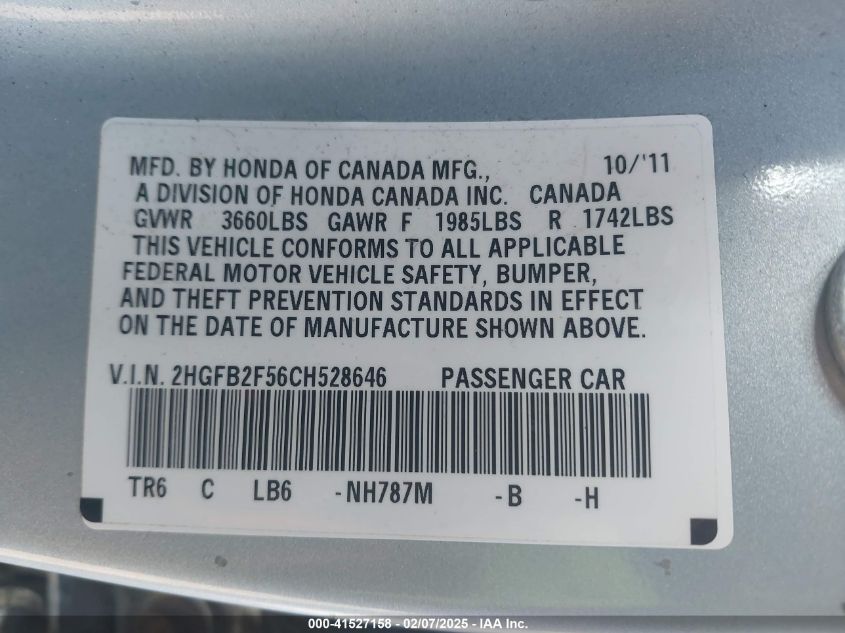 MFD. BY HONDA OF CANADA MFG., 10/'11
A DIVISION OF HONDA CANADA INC. CANADA
GVWR 3660LBS GAWR F 1985LBS R 1742LBS
THIS VEHICLE CONFORMS TO ALL APPLICABLE
FEDERAL MOTOR VEHICLE SAFETY, BUMPER,
AND THEFT PREVENTION STANDARDS IN EFFECT
ON THE DATE OF MANUFACTURE SHOWN ABOVE.
V.I.N. 2HGFB2F56CH528646 PASSENGER CAR
TR6 C LB6 -NH787M -B -H
000-41527158 - 02/07/2025 - IAA Inc.